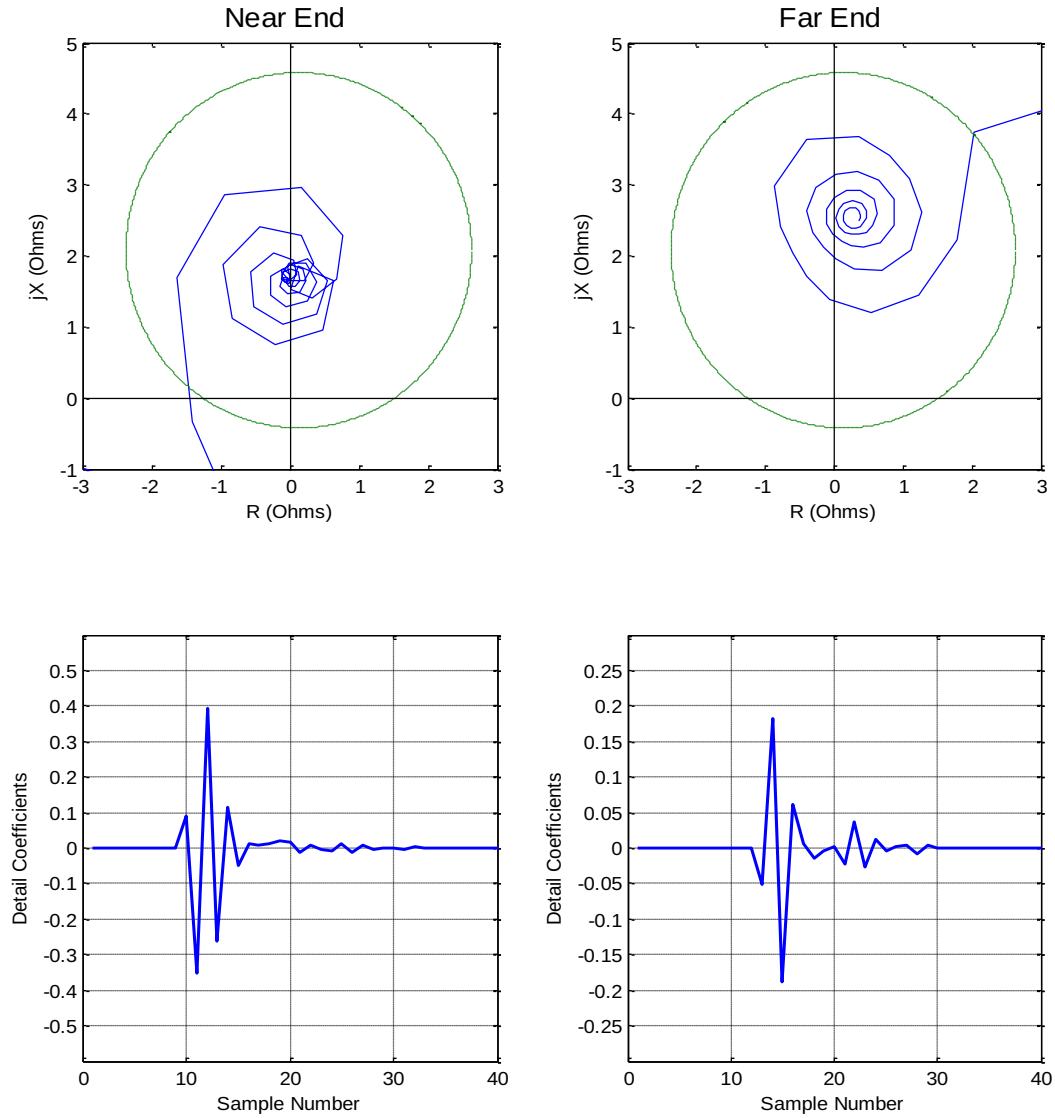 Near End
5
4
3
2
1
0
-1
jX (Ohms)
-3 -2 -1 0 1 2 3
R (Ohms)
Far End
5
4
3
2
1
0
-1
jX (Ohms)
-3 -2 -1 0 1 2 3
R (Ohms)
0.5
0.4
0.3
0.2
0.1
0
-0.1
-0.2
-0.3
-0.4
-0.5
Detail Coefficients
0 10 20 30 40
Sample Number
0.25
0.2
0.15
0.1
0.05
0
-0.05
-0.1
-0.15
-0.2
-0.25
Detail Coefficients
0 10 20 30 40
Sample Number